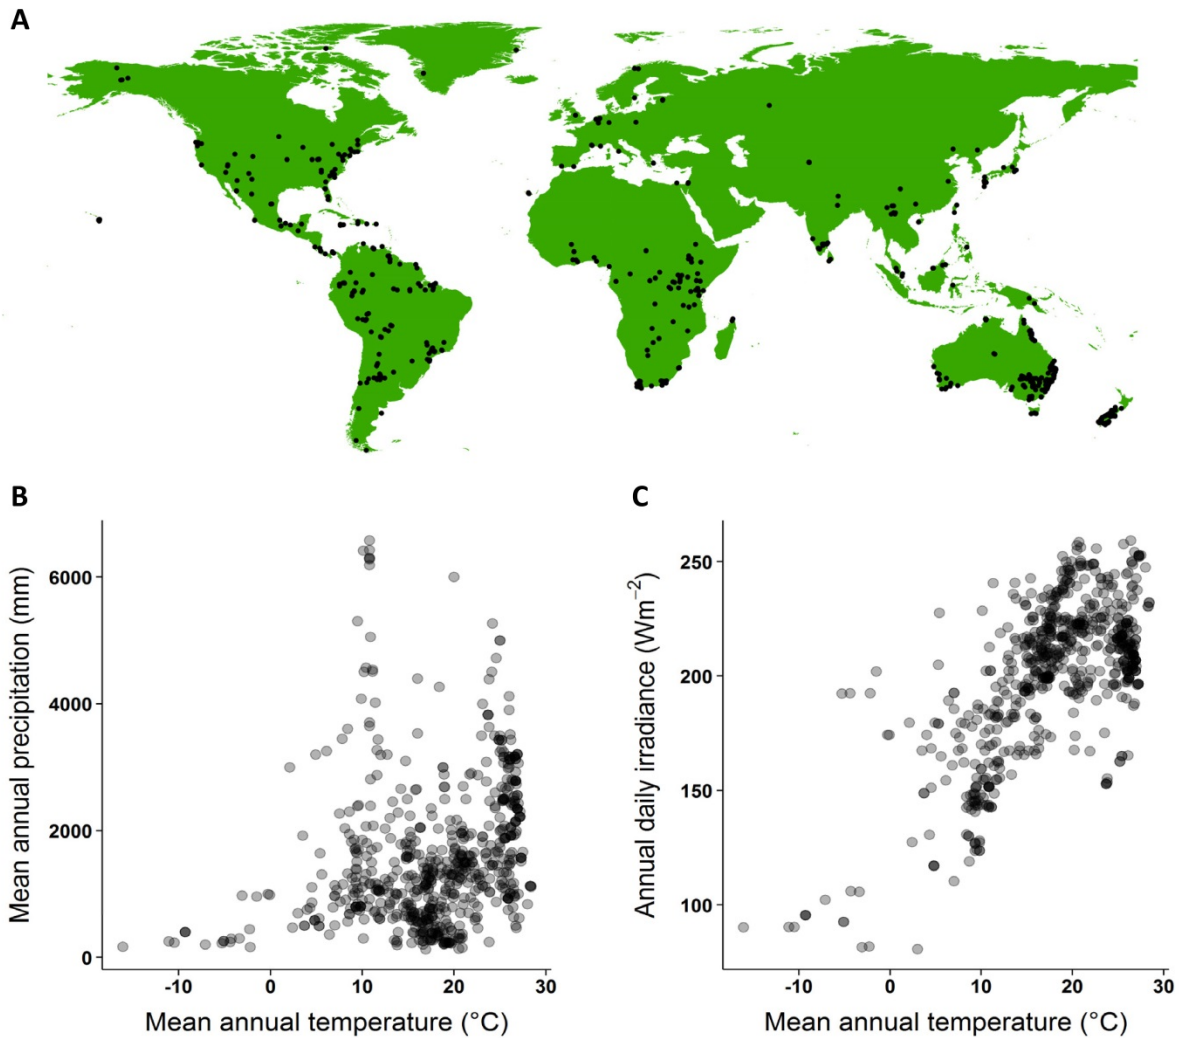 A
B
C
Mean annual precipitation (mm)
6000
4000
2000
0
-10
0
10
20
30
Mean annual temperature (°C)
Annual daily irradiance (Wm⁻²)
250
200
150
100
-10
0
10
20
30
Mean annual temperature (°C)